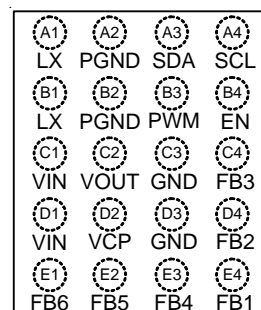 A1 A2 A3 A4
LX PGND SDA SCL
B1 B2 B3 B4
LX PGND PWM EN
C1 C2 C3 C4
VIN VOUT GND FB3
D1 D2 D3 D4
VIN VCP GND FB2
E1 E2 E3 E4
FB6 FB5 FB4 FB1